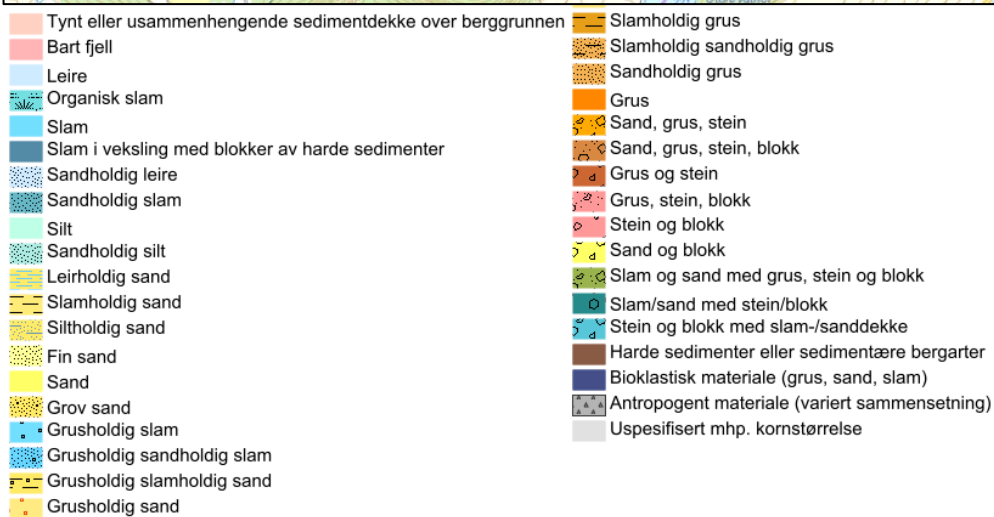 Tynt eller usammenhengende sedimentdekke over berggrunnen
Bart fjell
Leire
Organisk slam
Slam
Slam i veksling med blokker av harde sedimenter
Sandholdig leire
Sandholdig slam
Silt
Sandholdig silt
Leirholdig sand
Slamholdig sand
Siltholdig sand
Fin sand
Sand
Grov sand
Grusholdig slam
Grusholdig sandholdig slam
Grusholdig slamholdig sand
Grusholdig sand
Slamholdig grus
Slamholdig sandholdig grus
Sandholdig grus
Grus
Sand, grus, stein
Sand, grus, stein, blokk
Grus og stein
Grus, stein, blokk
Stein og blokk
Sand og blokk
Slam og sand med grus, stein og blokk
Slam/sand med stein/blokk
Stein og blokk med slam-/sanddekke
Harde sedimenter eller sedimentære bergarter
Bioklastisk materiale (grus, sand, slam)
Antropogent materiale (variert sammensetning)
Uspesifisert mhp. kornstørrelse